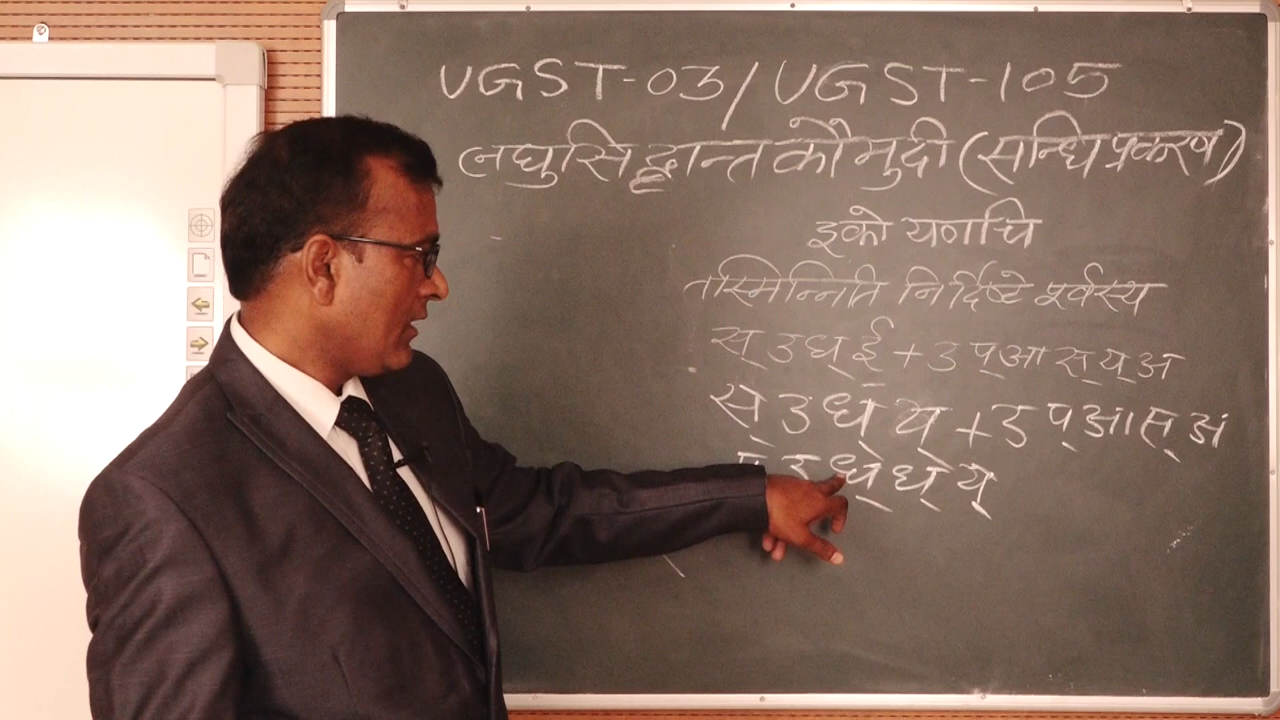 UGST-03/UGST-105
लघुसिद्धान्तकौमुदी (सन्धि प्रकरण)
इको यणचि
तस्मिन्निति निर्दिष्टे पूर्वस्य
स् उ ध् ई + उ प् आ स् य् अ
स् उ ध् य् + उ प् आ स् अं
ध् ध् य्